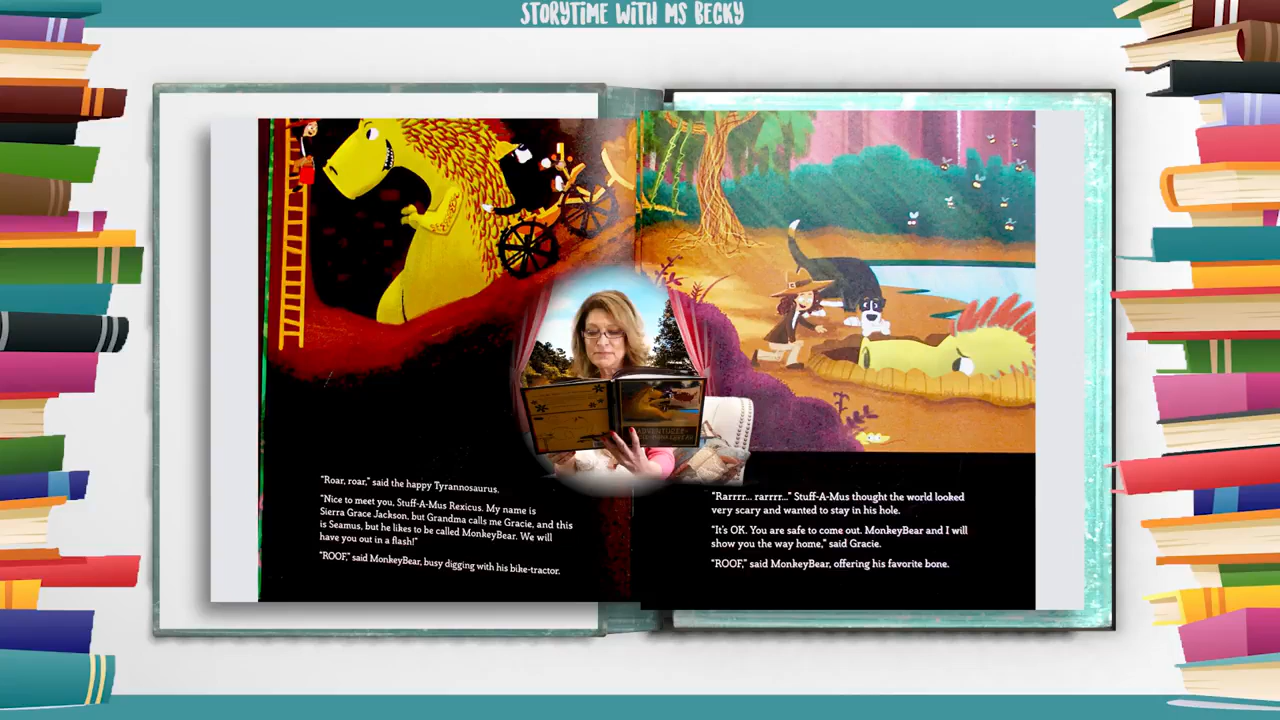 STORYTIME WITH MS BECKY
"Roar, roar," said the happy Tyrannosaurus.
"Nice to meet you, Stuff-A-Mus Rexicus. My name is
Sierra Grace Jackson, but Grandma calls me Gracie, and this
is Seamus, but he likes to be called MonkeyBear. We will
have you out in a flash!"
"ROOF," said MonkeyBear, busy digging with his bike-tractor.
"Rarrrr... rarrrr..." Stuff-A-Mus thought the world looked
very scary and wanted to stay in his hole.
"It's OK. You are safe to come out. MonkeyBear and I will
show you the way home," said Gracie.
"ROOF," said MonkeyBear, offering his favorite bone.